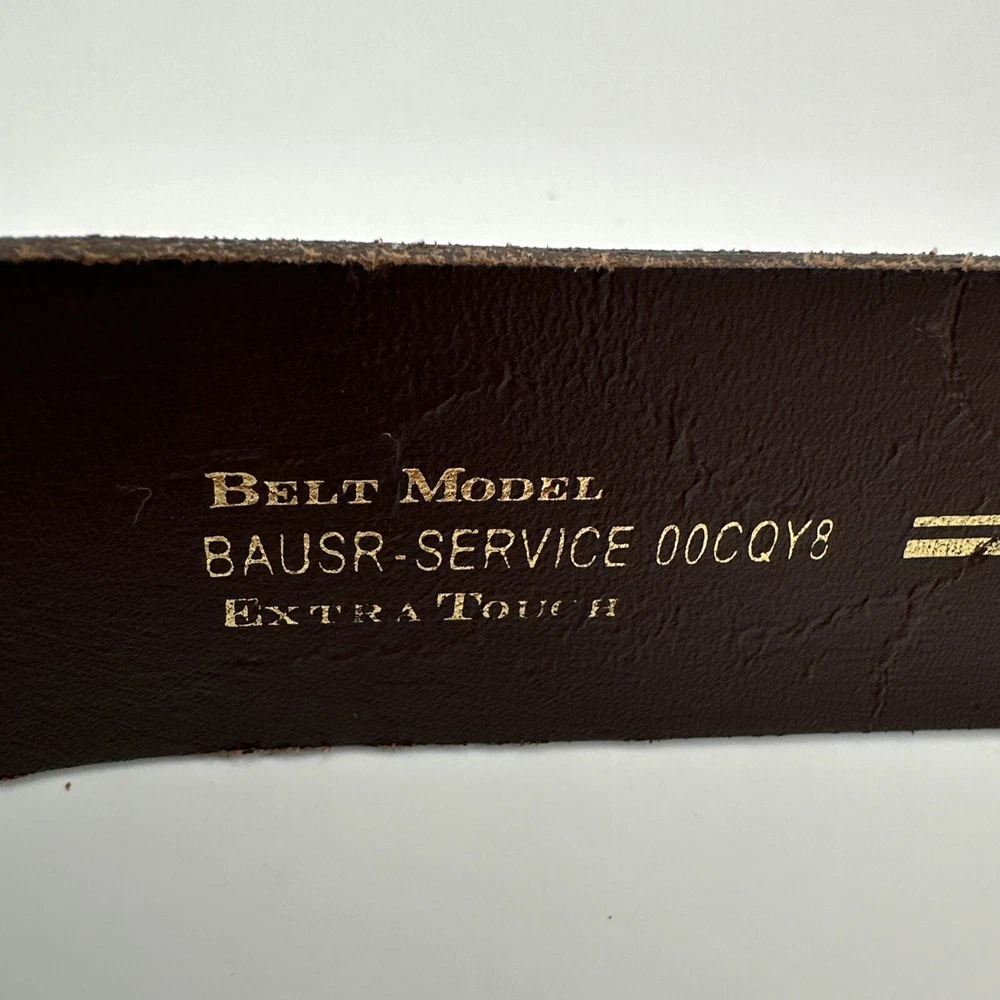 BELT MODEL
BAUSR-SERVICE 00CQY8
EXTRA TOUCH